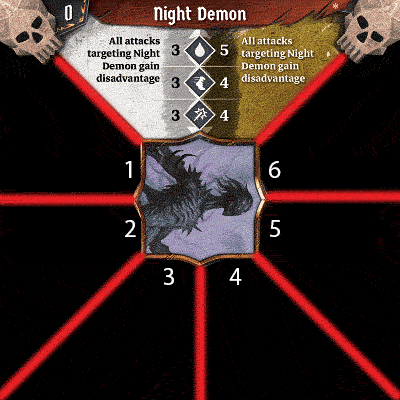 0
Night Demon
*
All attacks
targeting Night
Demon gain
disadvantage
3 5
3 4
3 4
All attacks
targeting Night
Demon gain
disadvantage
1
6
2
5
3
4